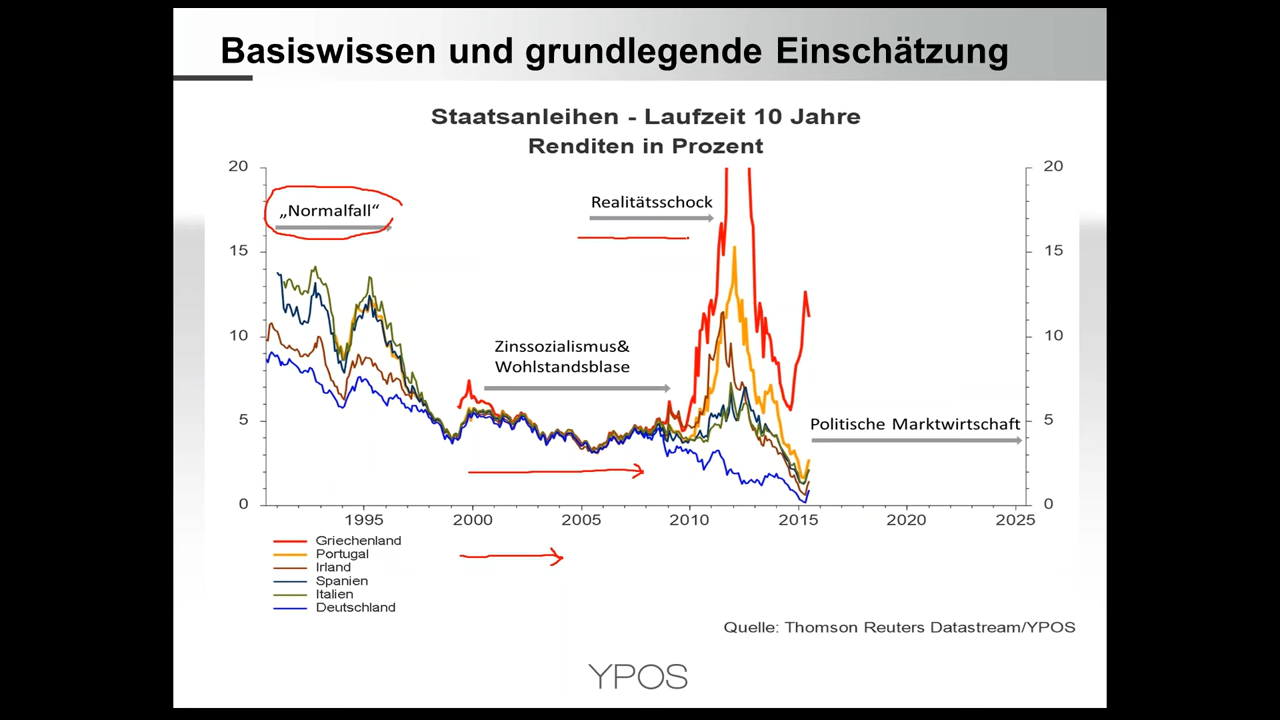 Basiswissen und grundlegende Einschätzung
Staatsanleihen - Laufzeit 10 Jahre
Renditen in Prozent
20
20
„Normalfall“
Realitätsschock
15
15
10
10
Zinssozialismus&
Wohlstandsblase
5
Politische Marktwirtschaft
5
0
0
1995
2000
2005
2010
2015
2020
2025
Griechenland
Portugal
Irland
Spanien
Italien
Deutschland
Quelle: Thomson Reuters Datastream/YPOS
YPOS